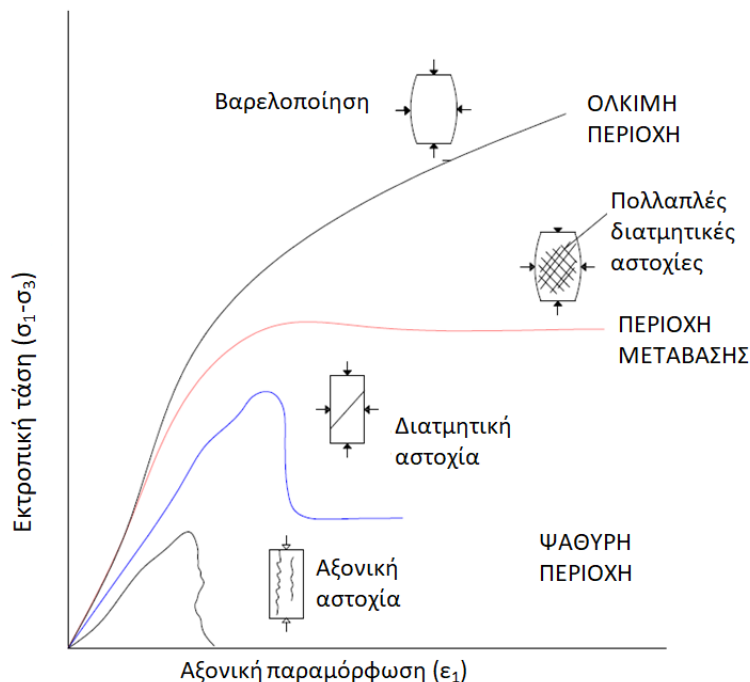 Βαρελοποίηση
ΟΛΚΙΜΗ
ΠΕΡΙΟΧΗ
Πολλαπλές
διατμητικές
αστοχίες
ΠΕΡΙΟΧΗ
ΜΕΤΑΒΑΣΗΣ
Διατμητική
αστοχία
ΨΑΘΥΡΗ
ΠΕΡΙΟΧΗ
Αξονική
αστοχία
Εκτροπική τάση (σ₁-σ₃)
Αξονική παραμόρφωση (ε₁)